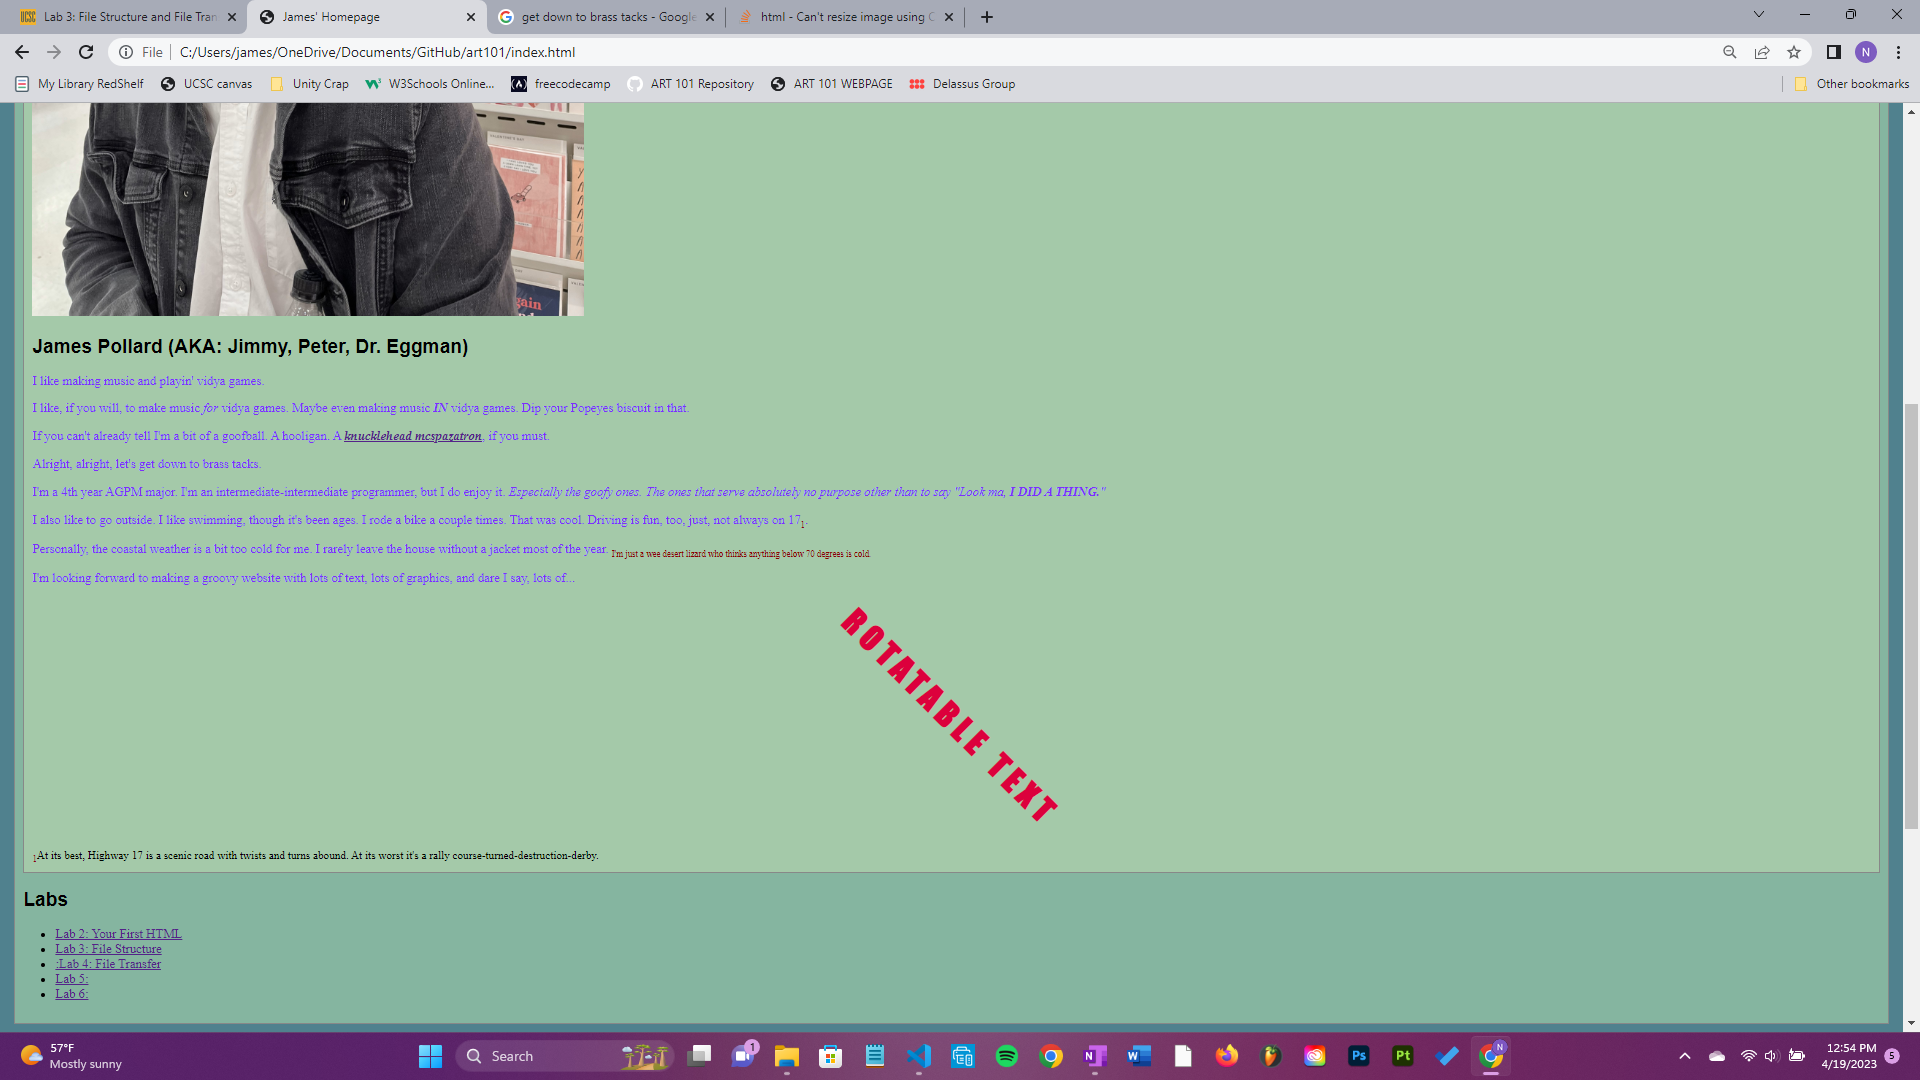 Lab 3: File Structure and File Tran
James' Homepage
get down to brass tacks - Google
html - Can't resize image using C
File
C:/Users/james/OneDrive/Documents/GitHub/art101/index.html
N
My Library RedShelf
UCSC canvas
Unity Crap
W3Schools Online...
freecodecamp
ART 101 Repository
ART 101 WEBPAGE
Delassus Group
Other bookmarks
James Pollard (AKA: Jimmy, Peter, Dr. Eggman)
I like making music and playin' vidya games.
I like, if you will, to make music for vidya games. Maybe even making music IN vidya games. Dip your Popeyes biscuit in that.
If you can't already tell I'm a bit of a goofball. A hooligan. A knucklehead mcspazatron, if you must.
Alright, alright, let's get down to brass tacks.
I'm a 4th year AGPM major. I'm an intermediate-intermediate programmer, but I do enjoy it. Especially the goofy ones. The ones that serve absolutely no purpose other than to say "Look ma, I DID A THING."
I also like to go outside. I like swimming, though it's been ages. I rode a bike a couple times. That was cool. Driving is fun, too, just, not always on 171.
Personally, the coastal weather is a bit too cold for me. I rarely leave the house without a jacket most of the year. I'm just a wee desert lizard who thinks anything below 70 degrees is cold.
I'm looking forward to making a groovy website with lots of text, lots of graphics, and dare I say, lots of...
ROTATABLE TEXT
1At its best, Highway 17 is a scenic road with twists and turns abound. At its worst it's a rally course-turned-destruction-derby.
Labs
Lab 2: Your First HTML
Lab 3: File Structure
:Lab 4: File Transfer
Lab 5:
Lab 6:
57°F
Mostly sunny
Search
1
N
12:54 PM
4/19/2023
5